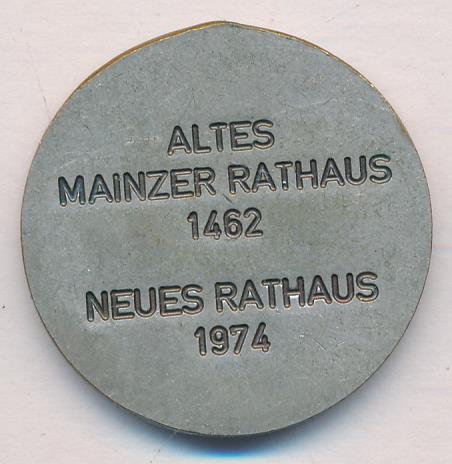 ALTES
MAINZER RATHAUS
1462
NEUES RATHAUS
1974